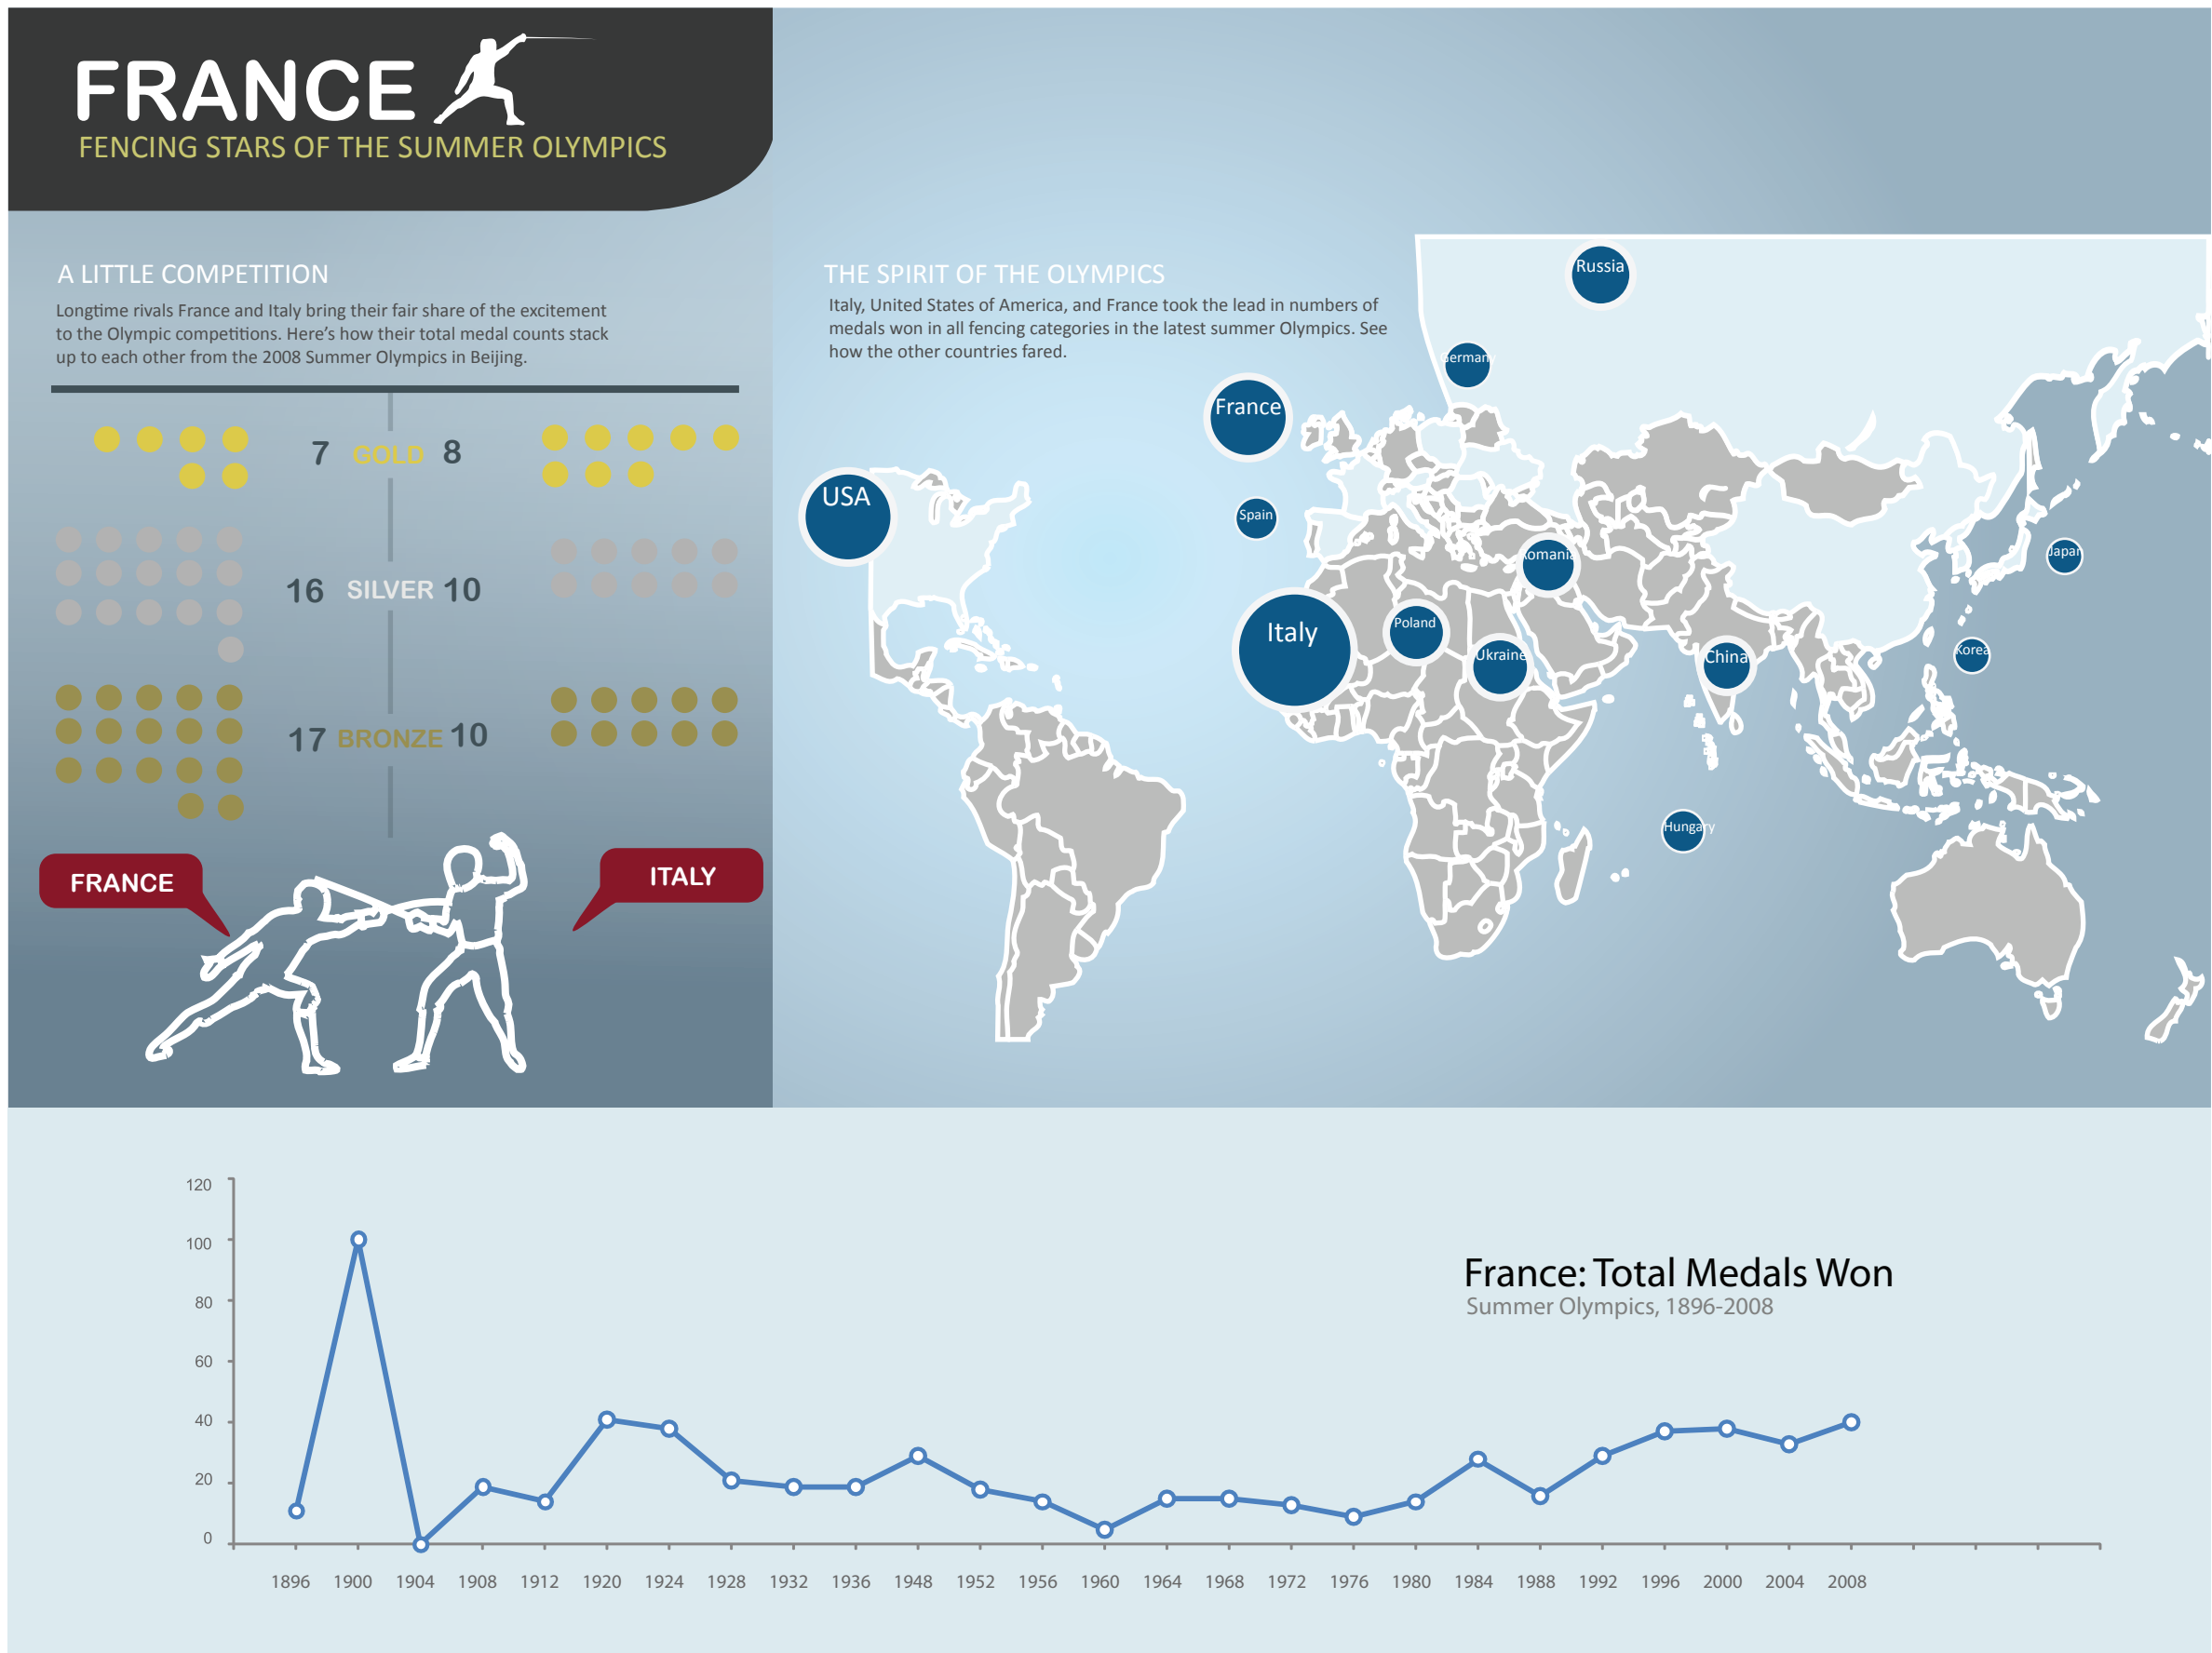 FRANCE
FENCING STARS OF THE SUMMER OLYMPICS
A LITTLE COMPETITION
Longtime rivals France and Italy bring their fair share of the excitement
to the Olympic competitions. Here's how their total medal counts stack
up to each other from the 2008 Summer Olympics in Beijing.
7 GOLD 8
16 SILVER 10
17 BRONZE 10
FRANCE
ITALY
THE SPIRIT OF THE OLYMPICS
Italy, United States of America, and France took the lead in numbers of
medals won in all fencing categories in the latest summer Olympics. See
how the other countries fared.
Russia
Germany
France
USA
Spain
Romania
Japan
Italy
Poland
Ukraine
China
Korea
Hungary
France: Total Medals Won
Summer Olympics, 1896-2008
120
100
80
60
40
20
0
1896 1900 1904 1908 1912 1920 1924 1928 1932 1936 1948 1952 1956 1960 1964 1968 1972 1976 1980 1984 1988 1992 1996 2000 2004 2008